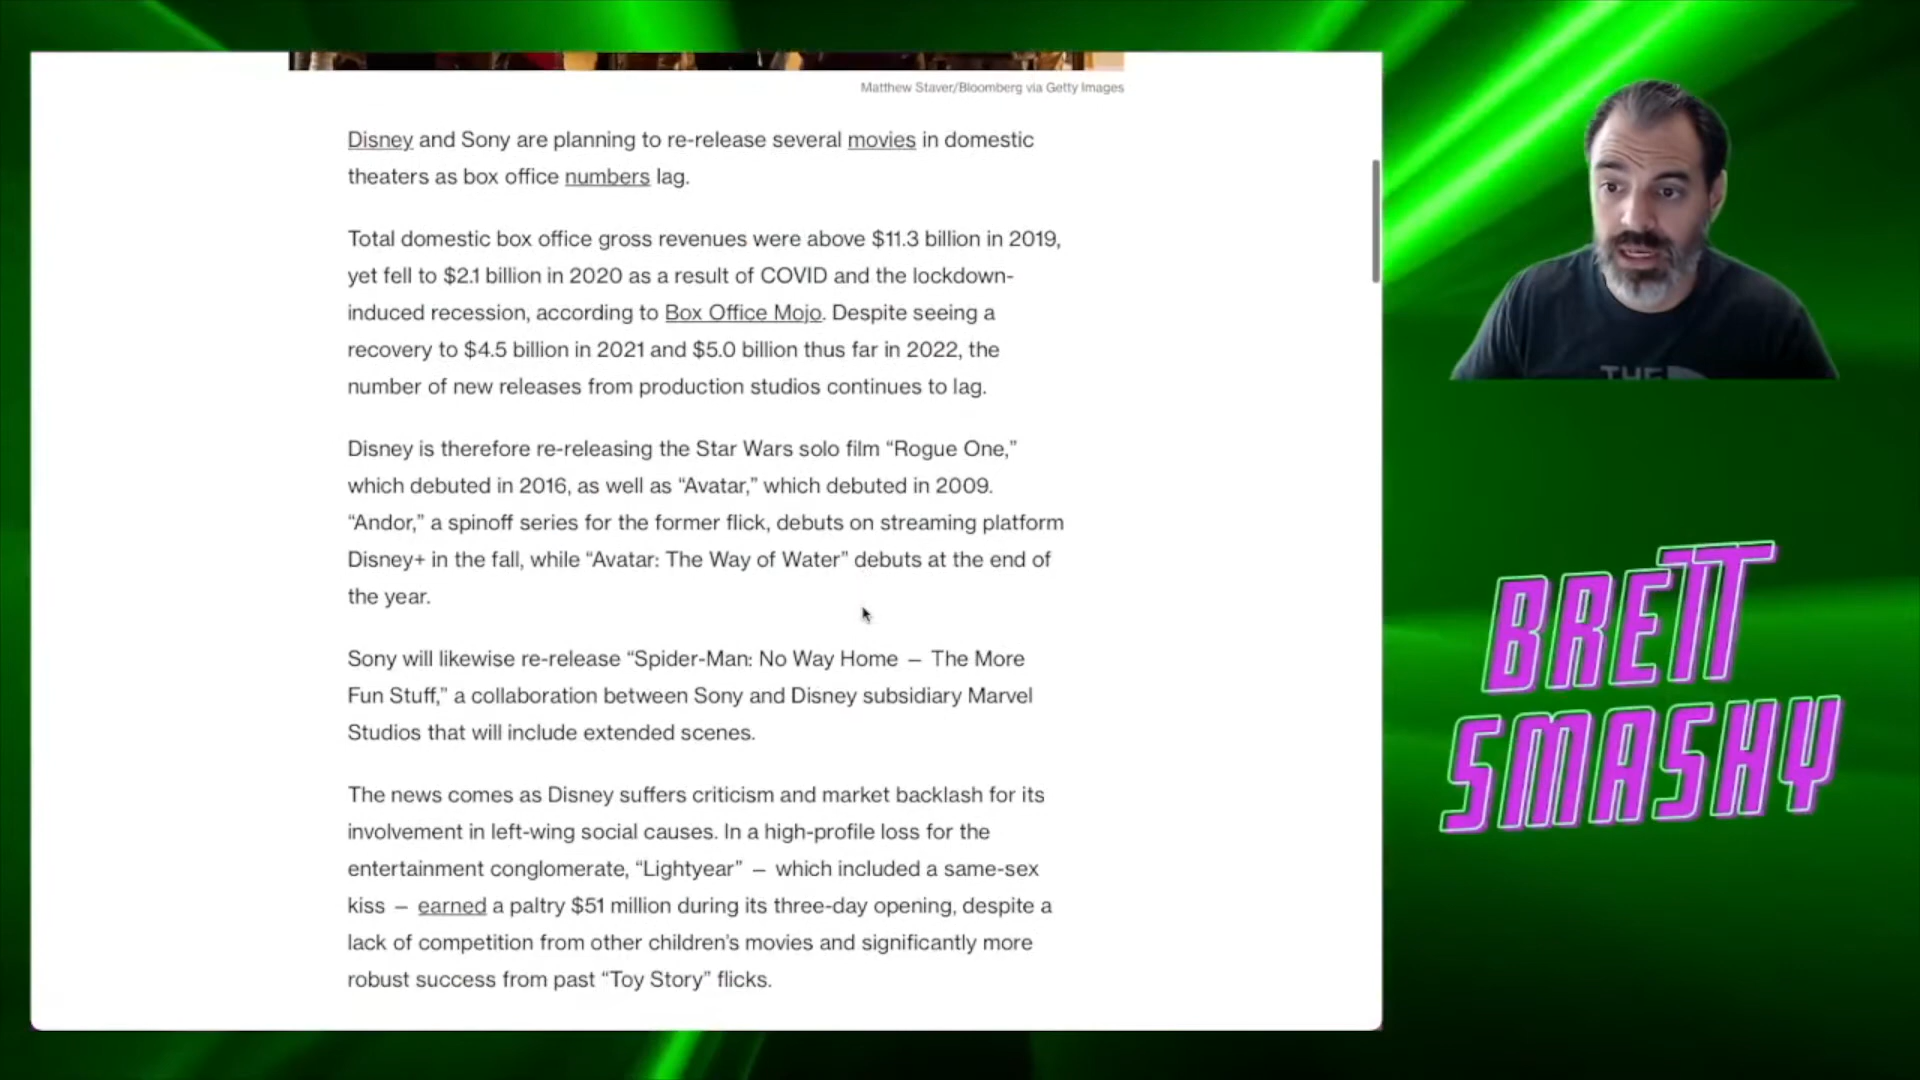 Matthew Staver/Bloomberg via Getty Images
Disney and Sony are planning to re-release several movies in domestic
theaters as box office numbers lag.
Total domestic box office gross revenues were above $11.3 billion in 2019,
yet fell to $2.1 billion in 2020 as a result of COVID and the lockdown-
induced recession, according to Box Office Mojo. Despite seeing a
recovery to $4.5 billion in 2021 and $5.0 billion thus far in 2022, the
number of new releases from production studios continues to lag.
Disney is therefore re-releasing the Star Wars solo film “Rogue One,”
which debuted in 2016, as well as “Avatar,” which debuted in 2009.
“Andor,” a spinoff series for the former flick, debuts on streaming platform
Disney+ in the fall, while “Avatar: The Way of Water” debuts at the end of
the year.
Sony will likewise re-release “Spider-Man: No Way Home – The More
Fun Stuff,” a collaboration between Sony and Disney subsidiary Marvel
Studios that will include extended scenes.
The news comes as Disney suffers criticism and market backlash for its
involvement in left-wing social causes. In a high-profile loss for the
entertainment conglomerate, “Lightyear” – which included a same-sex
kiss – earned a paltry $51 million during its three-day opening, despite a
lack of competition from other children’s movies and significantly more
robust success from past “Toy Story” flicks.
THE
BRETT
SMASHY